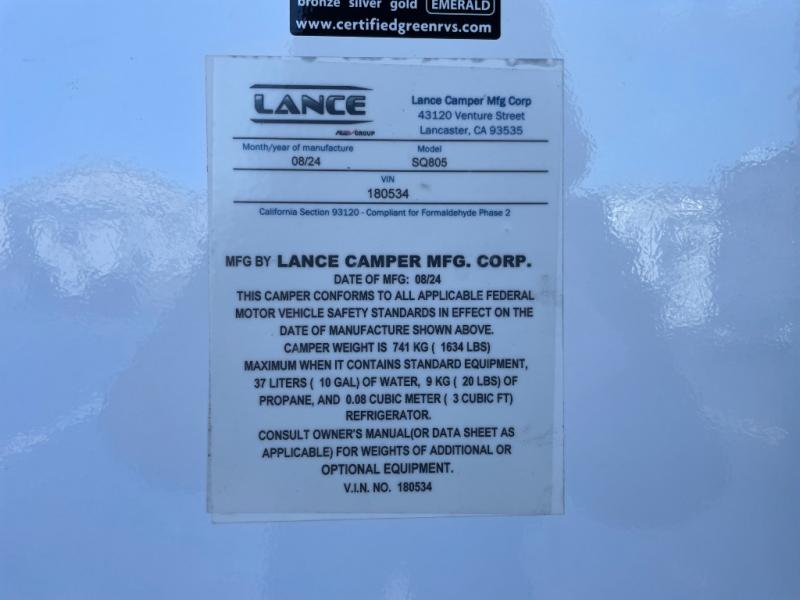 bronze silver gold EMERALD
www.certifiedgreenrvs.com
LANCE
Lance Camper Mfg Corp
43120 Venture Street
Lancaster, CA 93535
GROUP
Month/year of manufacture
Model
08/24
SQ805
VIN
180534
California Section 93120 - Compliant for Formaldehyde Phase 2
MFG BY LANCE CAMPER MFG. CORP.
DATE OF MFG: 08/24
THIS CAMPER CONFORMS TO ALL APPLICABLE FEDERAL
MOTOR VEHICLE SAFETY STANDARDS IN EFFECT ON THE
DATE OF MANUFACTURE SHOWN ABOVE.
CAMPER WEIGHT IS 741 KG ( 1634 LBS)
MAXIMUM WHEN IT CONTAINS STANDARD EQUIPMENT,
37 LITERS ( 10 GAL) OF WATER, 9 KG ( 20 LBS) OF
PROPANE, AND 0.08 CUBIC METER ( 3 CUBIC FT)
REFRIGERATOR.
CONSULT OWNER'S MANUAL(OR DATA SHEET AS
APPLICABLE) FOR WEIGHTS OF ADDITIONAL OR
OPTIONAL EQUIPMENT.
V.I.N. NO. 180534